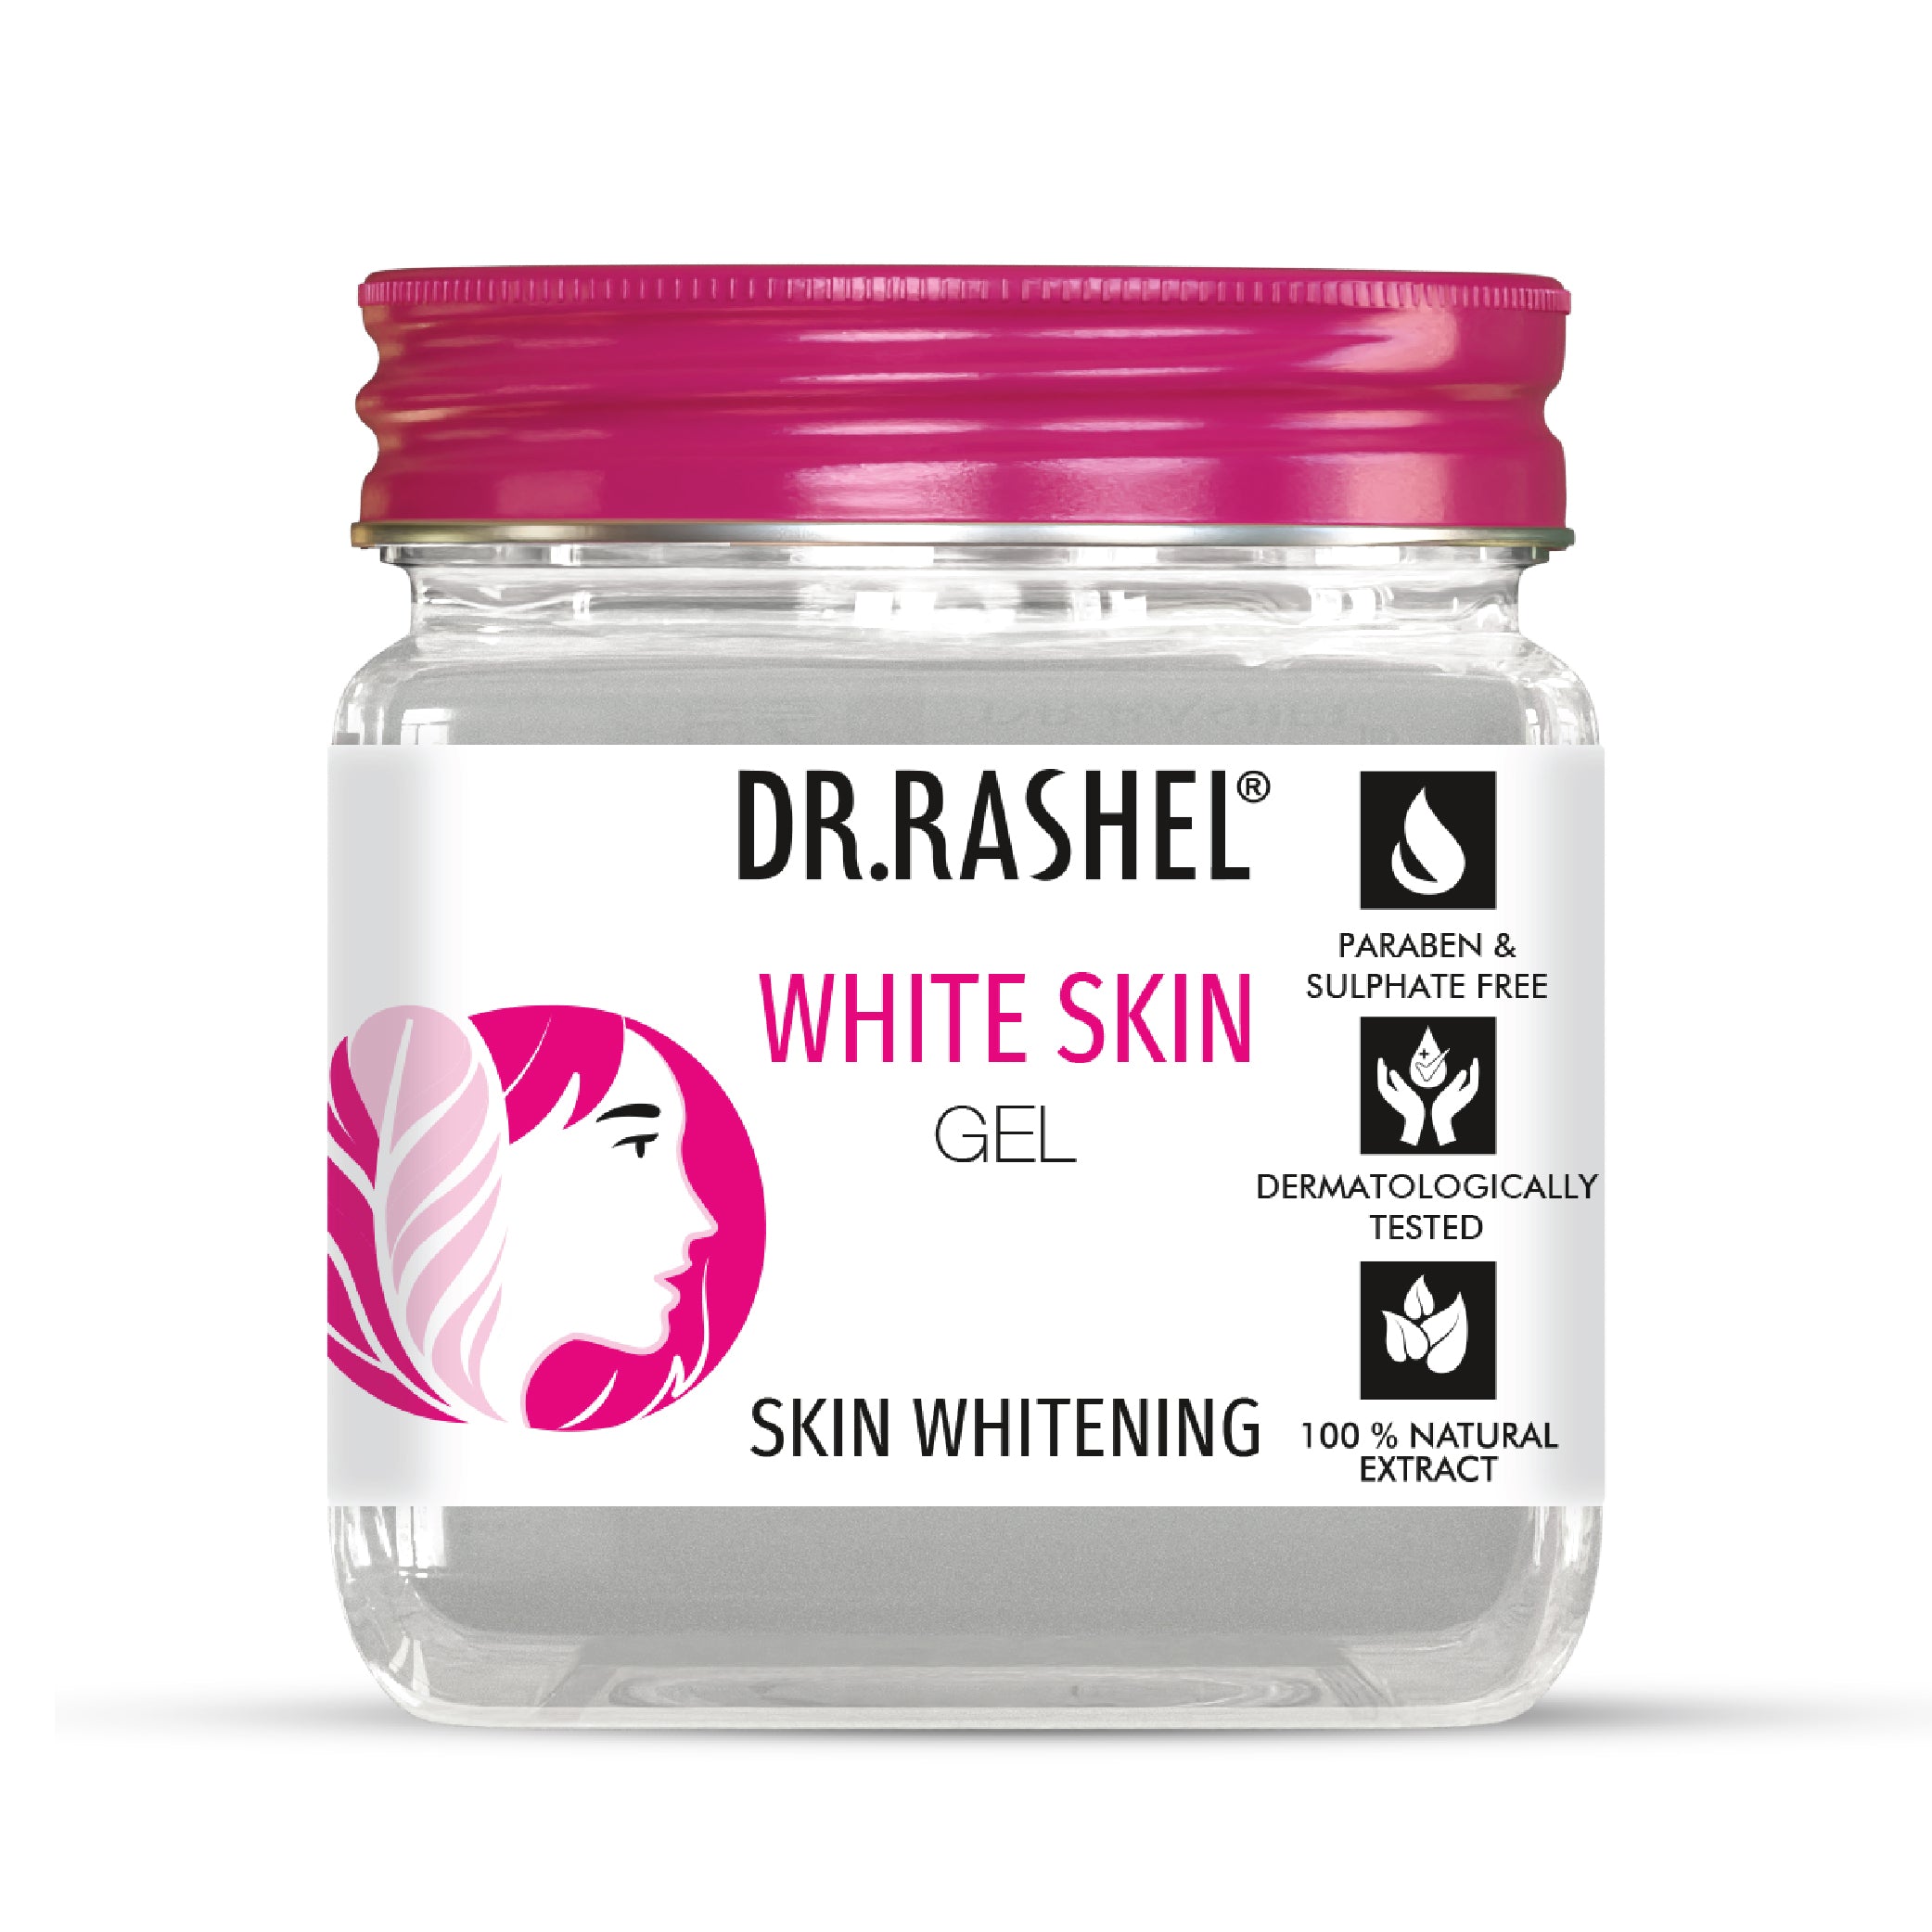 DR.RASHEL®
WHITE SKIN
GEL
SKIN WHITENING
PARABEN &
SULPHATE FREE
DERMATOLOGICALLY
TESTED
100 % NATURAL
EXTRACT